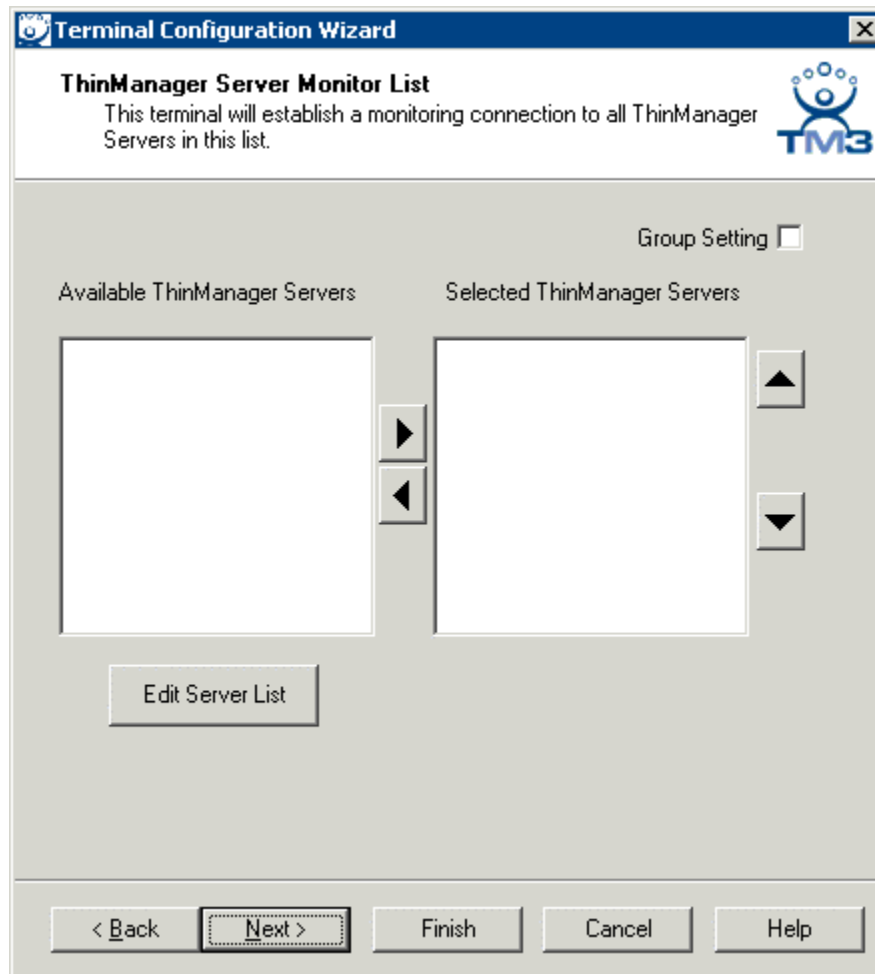 Terminal Configuration Wizard
ThinManager Server Monitor List
This terminal will establish a monitoring connection to all ThinManager
Servers in this list.
TM3
Group Setting
Available ThinManager Servers
Selected ThinManager Servers
Edit Server List
< Back
Next >
Finish
Cancel
Help